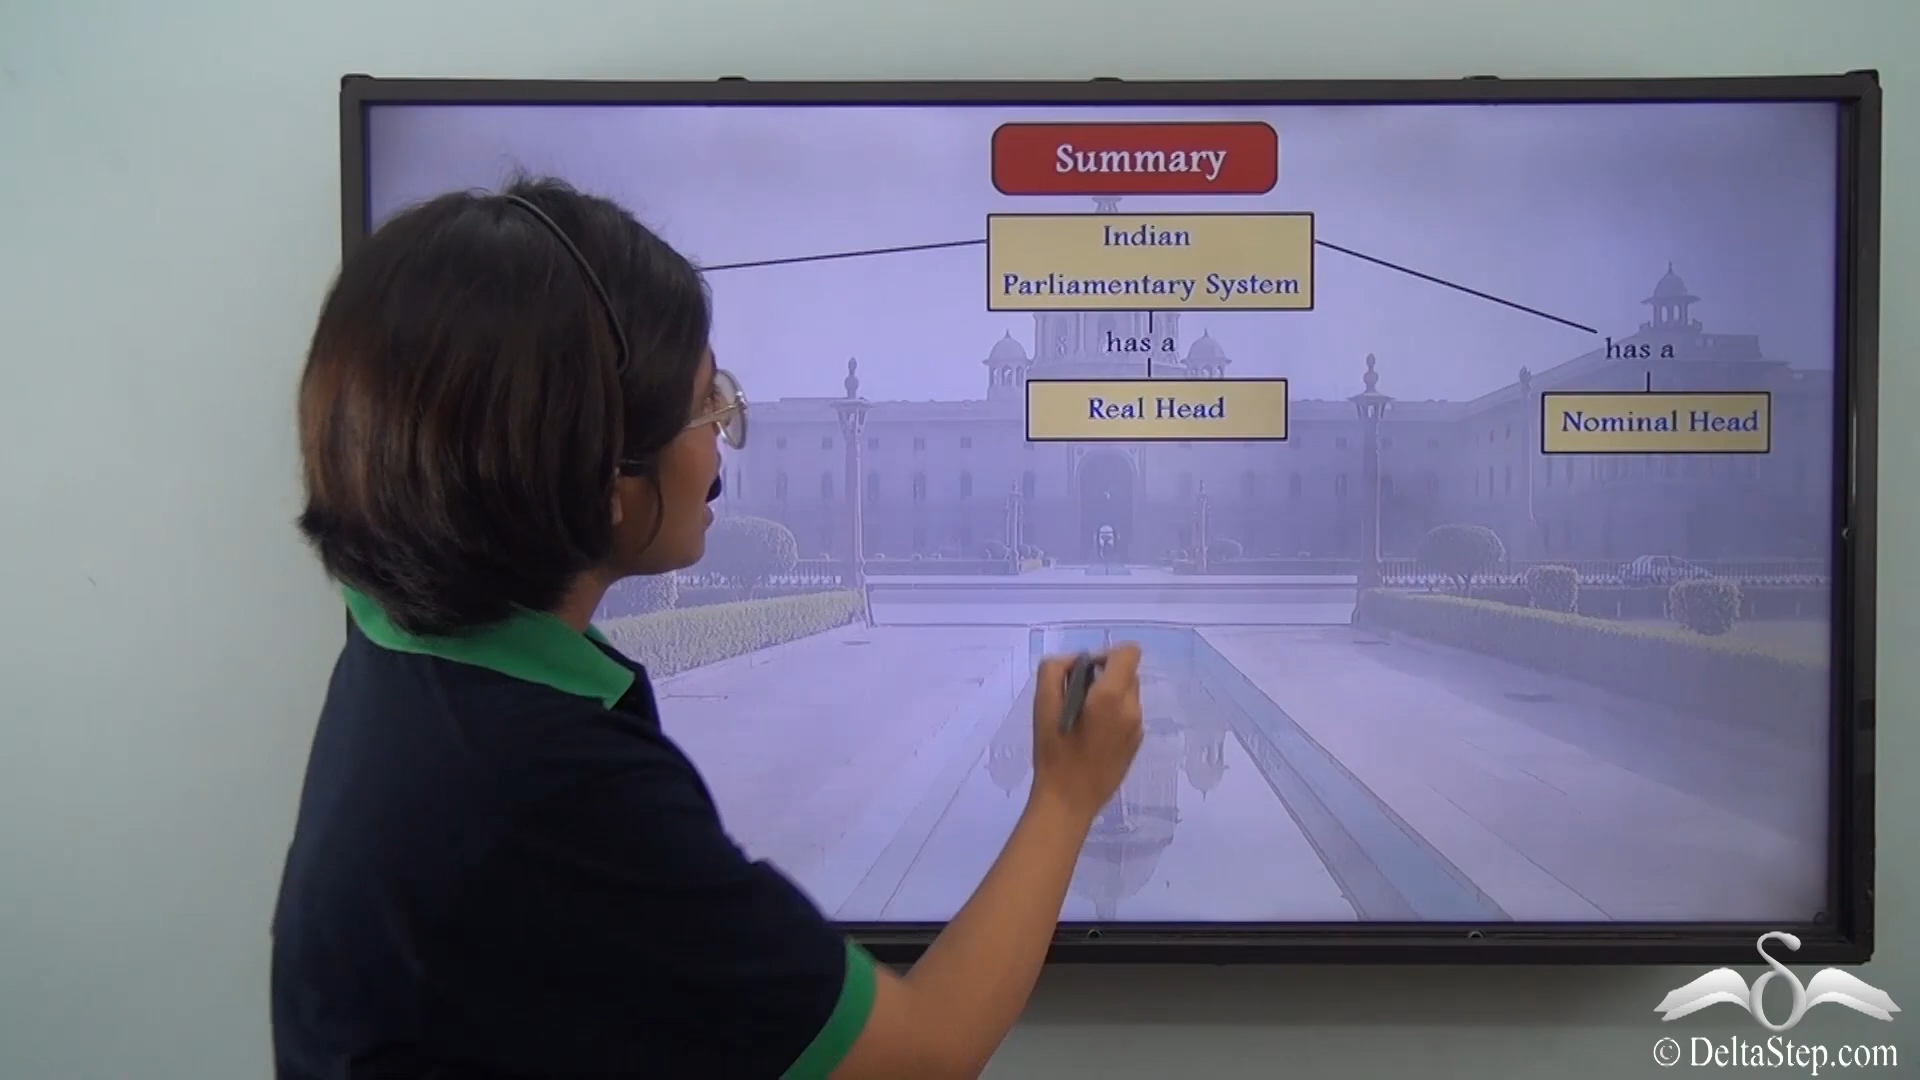 Summary
Indian
Parliamentary System
has a
has a
Real Head
Nominal Head
© DeltaStep.com